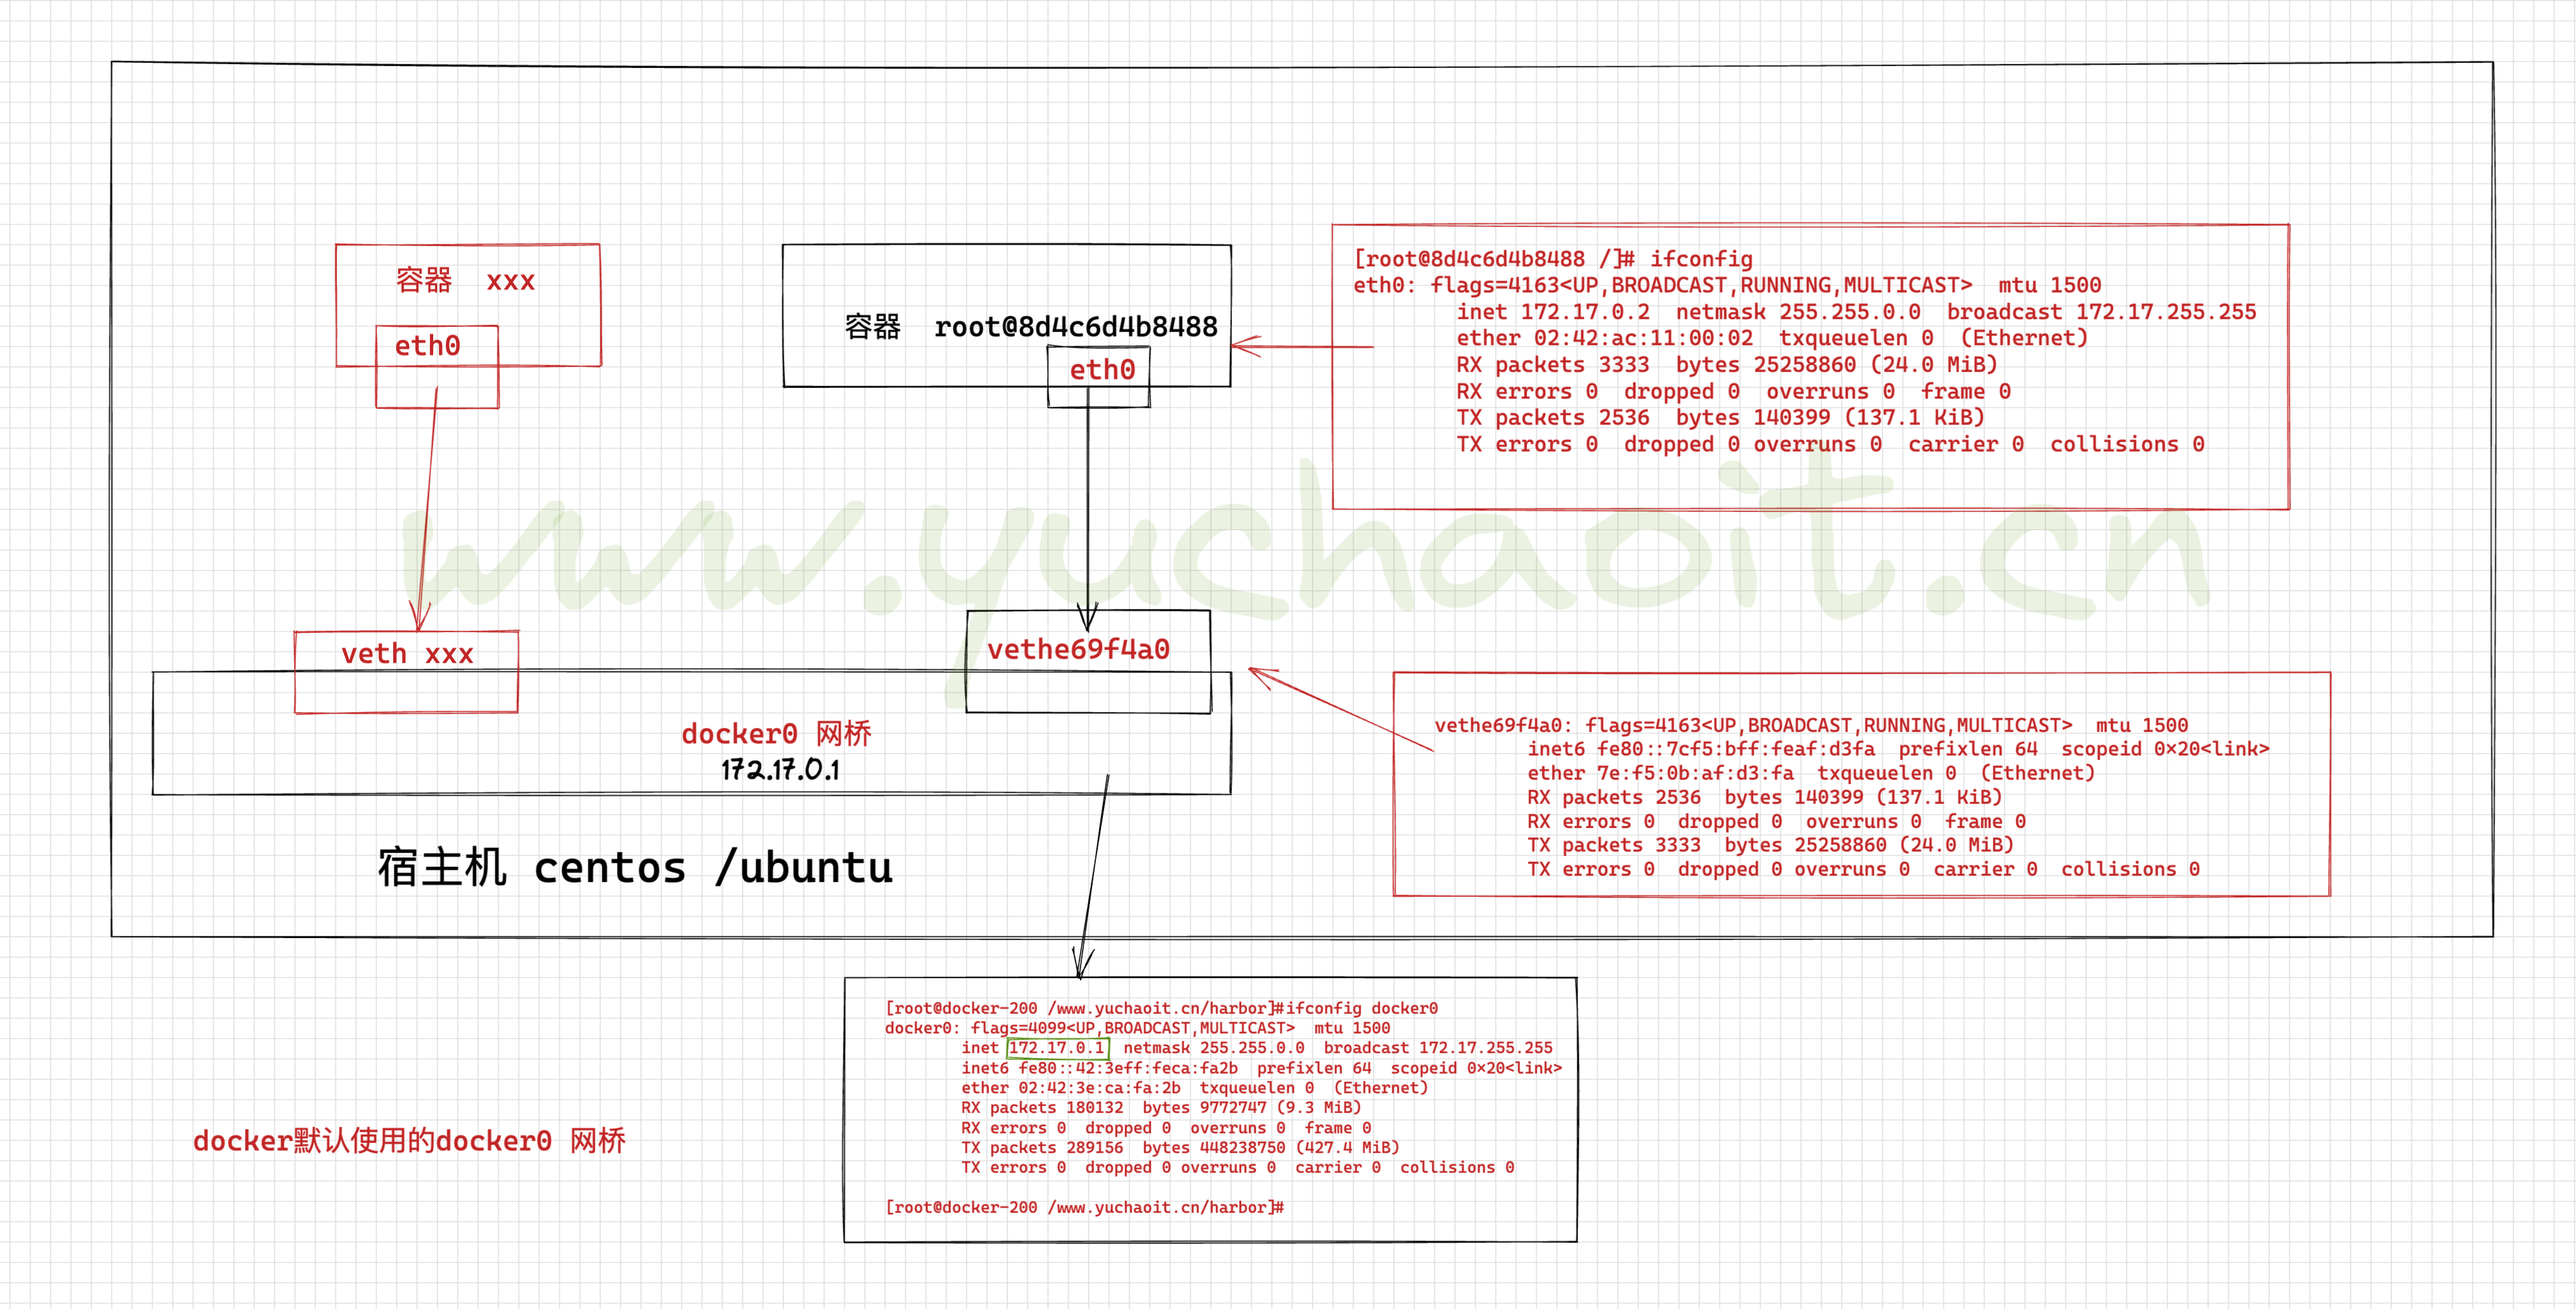 容器  xxx
eth0
容器  root@8d4c6d4b8488
eth0
[root@8d4c6d4b8488 /]# ifconfig
eth0: flags=4163<UP,BROADCAST,RUNNING,MULTICAST>  mtu 1500
inet 172.17.0.2  netmask 255.255.0.0  broadcast 172.17.255.255
ether 02:42:ac:11:00:02  txqueuelen 0  (Ethernet)
RX packets 3333  bytes 25258860 (24.0 MiB)
RX errors 0  dropped 0  overruns 0  frame 0
TX packets 2536  bytes 140399 (137.1 KiB)
TX errors 0  dropped 0 overruns 0  carrier 0  collisions 0
www.yuchaoit.cn
veth xxx
vethe69f4a0
docker0 网桥
172.17.0.1
vethe69f4a0: flags=4163<UP,BROADCAST,RUNNING,MULTICAST>  mtu 1500
inet6 fe80::7cf5:bff:feaf:d3fa  prefixlen 64  scopeid 0×20<link>
ether 7e:f5:0b:af:d3:fa  txqueuelen 0  (Ethernet)
RX packets 2536  bytes 140399 (137.1 KiB)
RX errors 0  dropped 0  overruns 0  frame 0
TX packets 3333  bytes 25258860 (24.0 MiB)
TX errors 0  dropped 0 overruns 0  carrier 0  collisions 0
宿主机 centos /ubuntu
[root@docker-200 /www.yuchaoit.cn/harbor]#ifconfig docker0
docker0: flags=4099<UP,BROADCAST,MULTICAST>  mtu 1500
inet 172.17.0.1  netmask 255.255.0.0  broadcast 172.17.255.255
inet6 fe80::42:3eff:feca:fa2b  prefixlen 64  scopeid 0×20<link>
ether 02:42:3e:ca:fa:2b  txqueuelen 0  (Ethernet)
RX packets 180132  bytes 9772747 (9.3 MiB)
RX errors 0  dropped 0  overruns 0  frame 0
TX packets 289156  bytes 448238750 (427.4 MiB)
TX errors 0  dropped 0 overruns 0  carrier 0  collisions 0
[root@docker-200 /www.yuchaoit.cn/harbor]#
docker默认使用的docker0 网桥